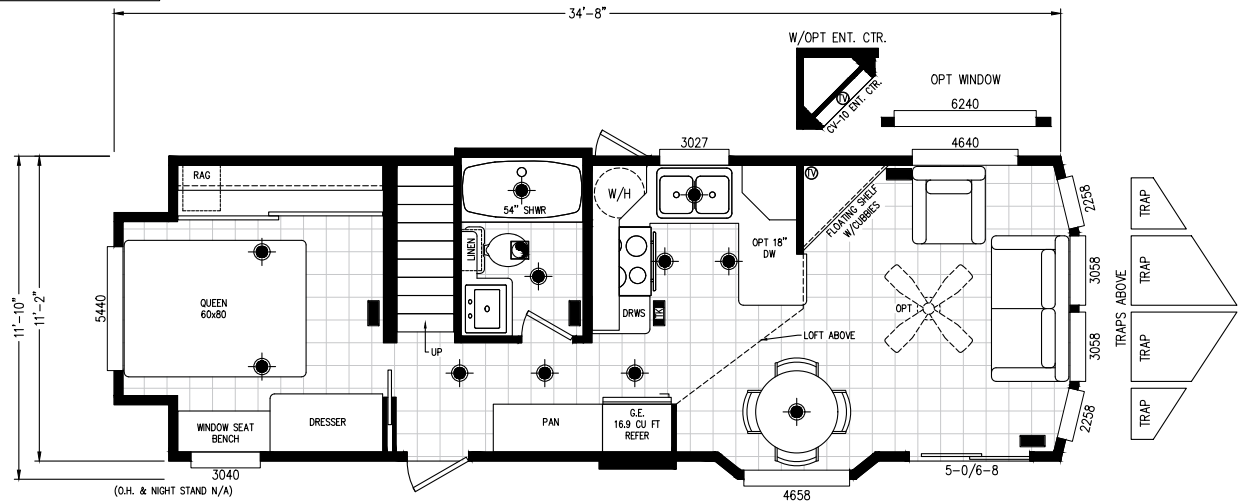 34'-8"
W/OPT ENT. CTR.
TV
CV-10 ENT. CTR.
OPT WINDOW
6240
3027
4640
RAG
54" SHWR
W/H
TV
FLOATING SHELF
W/CUBBIES
2258
TRAP
LINEN
OPT 18"
DW
11'-10"
11'-2"
5440
QUEEN
60x80
DRWS
OPT
3058
TRAP
TRAPS ABOVE
UP
LOFT ABOVE
3058
TRAP
WINDOW SEAT
BENCH
DRESSER
PAN
G.E.
16.9 CU FT
REFER
2258
TRAP
3040
(O.H. & NIGHT STAND N/A)
4658
5-0/6-8